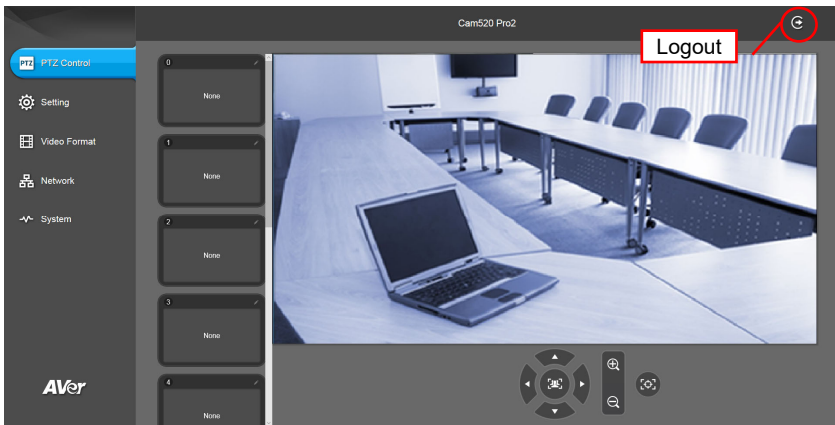 Cam520 Pro2
Logout
PTZ PTZ Control
Setting
Video Format
Network
System
AVer
0
None
1
None
2
None
3
None
4
None